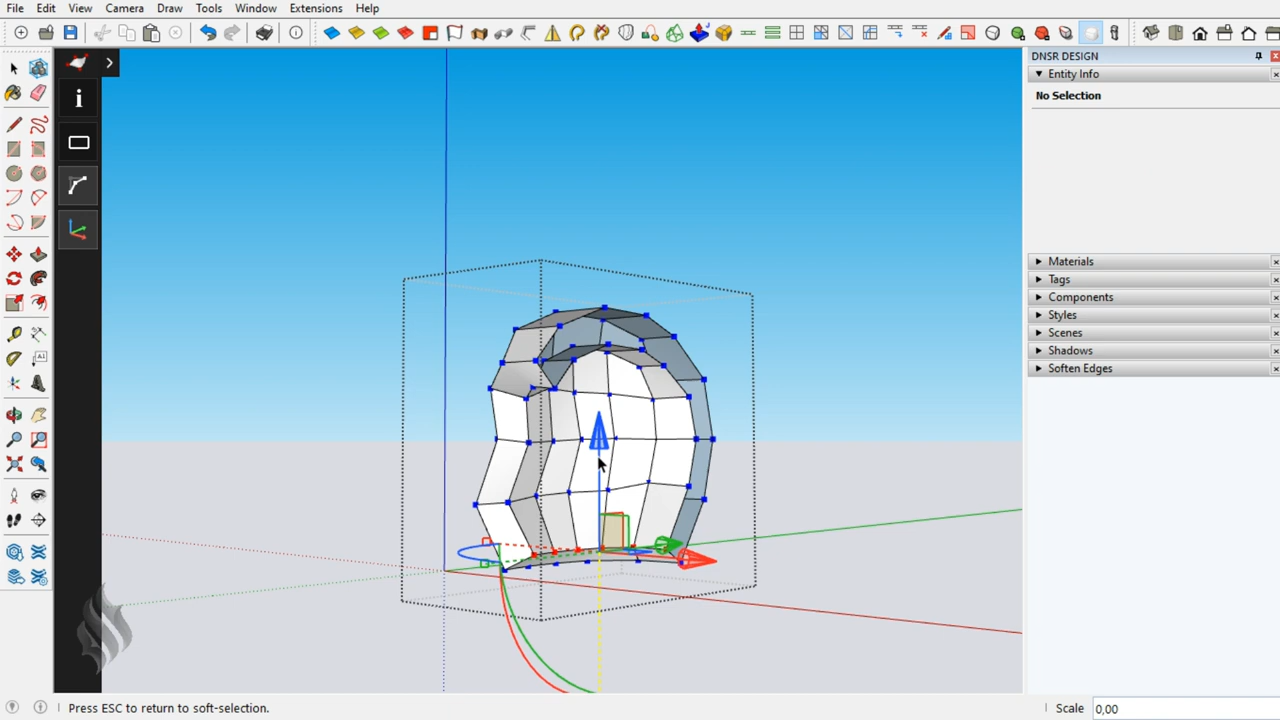 File Edit View Camera Draw Tools Window Extensions Help
DNSR DESIGN
Entity Info
No Selection
Materials
Tags
Components
Styles
Scenes
Shadows
Soften Edges
Press ESC to return to soft-selection.
Scale 0,00